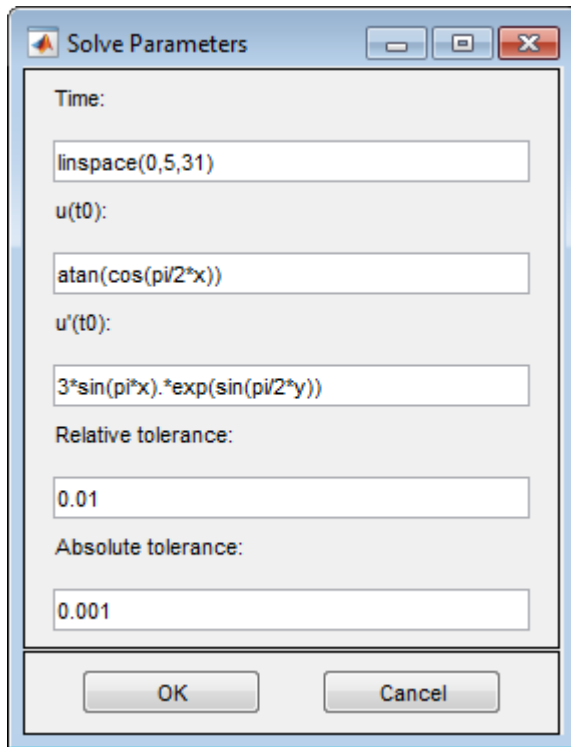 Solve Parameters
Time:
linspace(0,5,31)
u(t0):
atan(cos(pi/2*x))
u'(t0):
3*sin(pi*x).*exp(sin(pi/2*y))
Relative tolerance:
0.01
Absolute tolerance:
0.001
OK Cancel